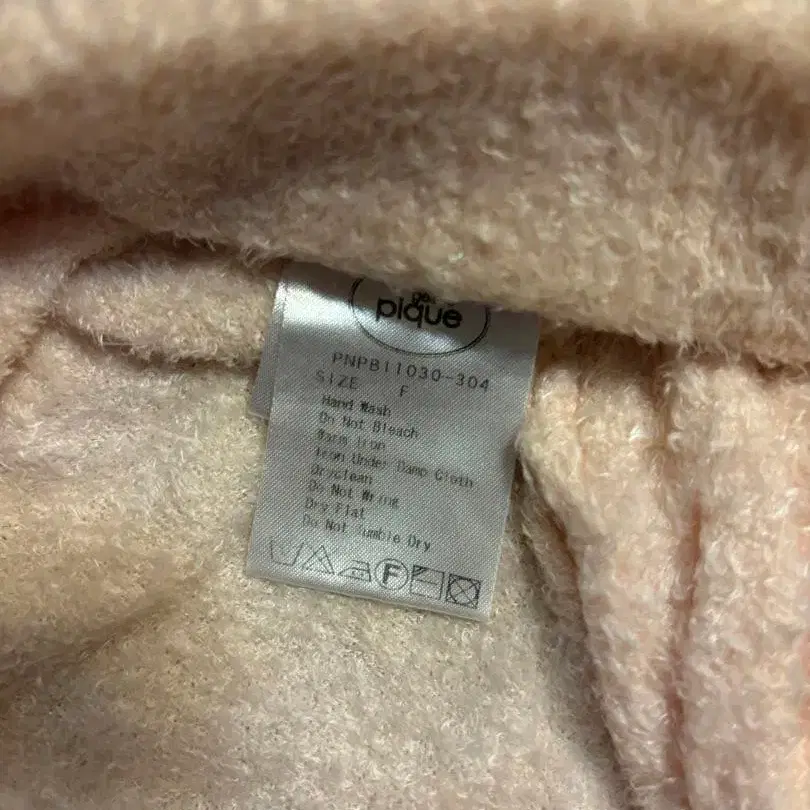 pique
PNPB11030-304
SIZE F
Hand Wash
Do Not Bleach
Warm Iron
Iron Under Damp Cloth
Dryclean
Do Not Wring
Dry Flat
Do Not Tumble Dry
F